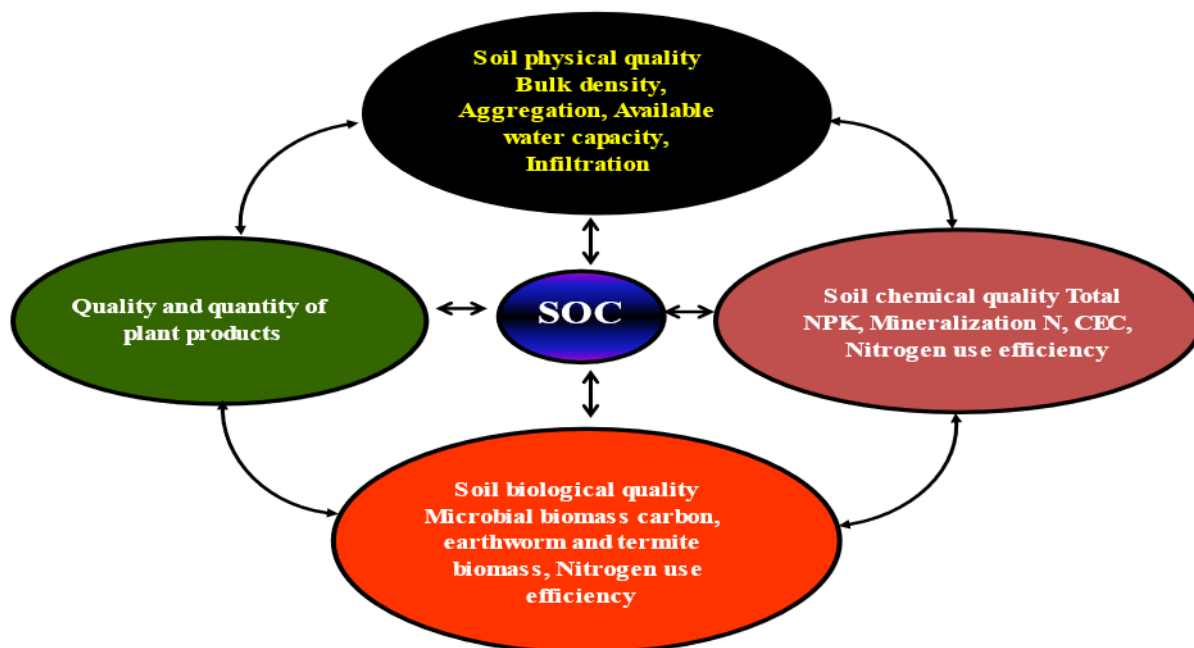 Soil physical quality
Bulk density,
Aggregation, Available
water capacity,
Infiltration
Quality and quantity of
plant products
SOC
Soil chemical quality Total
NPK, Mineralization N, CEC,
Nitrogen use efficiency
Soil biological quality
Microbial biomass carbon,
earthworm and termite
biomass, Nitrogen use
efficiency